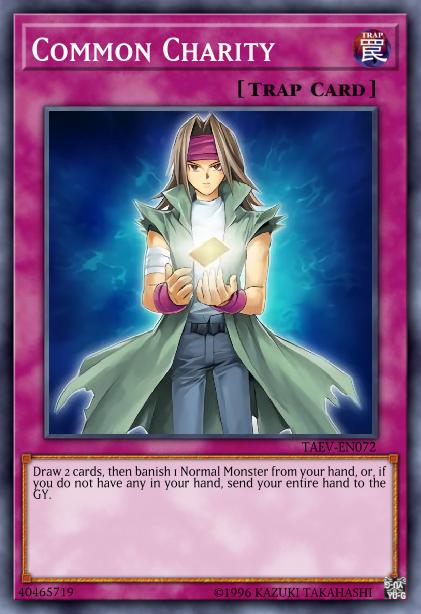 Common Charity
TRAP
罠
[Trap Card]
TAEV-EN072
Draw 2 cards, then banish 1 Normal Monster from your hand, or, if
you do not have any in your hand, send your entire hand to the
GY.
40465719
©1996 KAZUKI TAKAHASHI